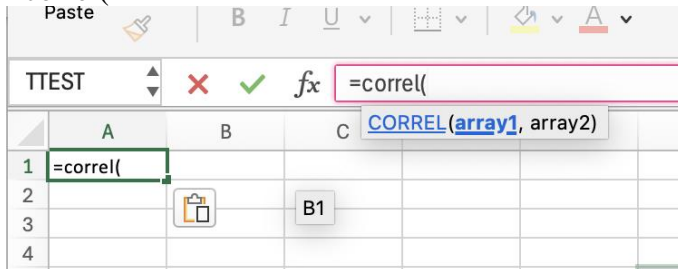 Paste
B I U A
TTEST fx =correl(
CORREL(array1, array2)
A B C
1 =correl(
2
B1
3
4